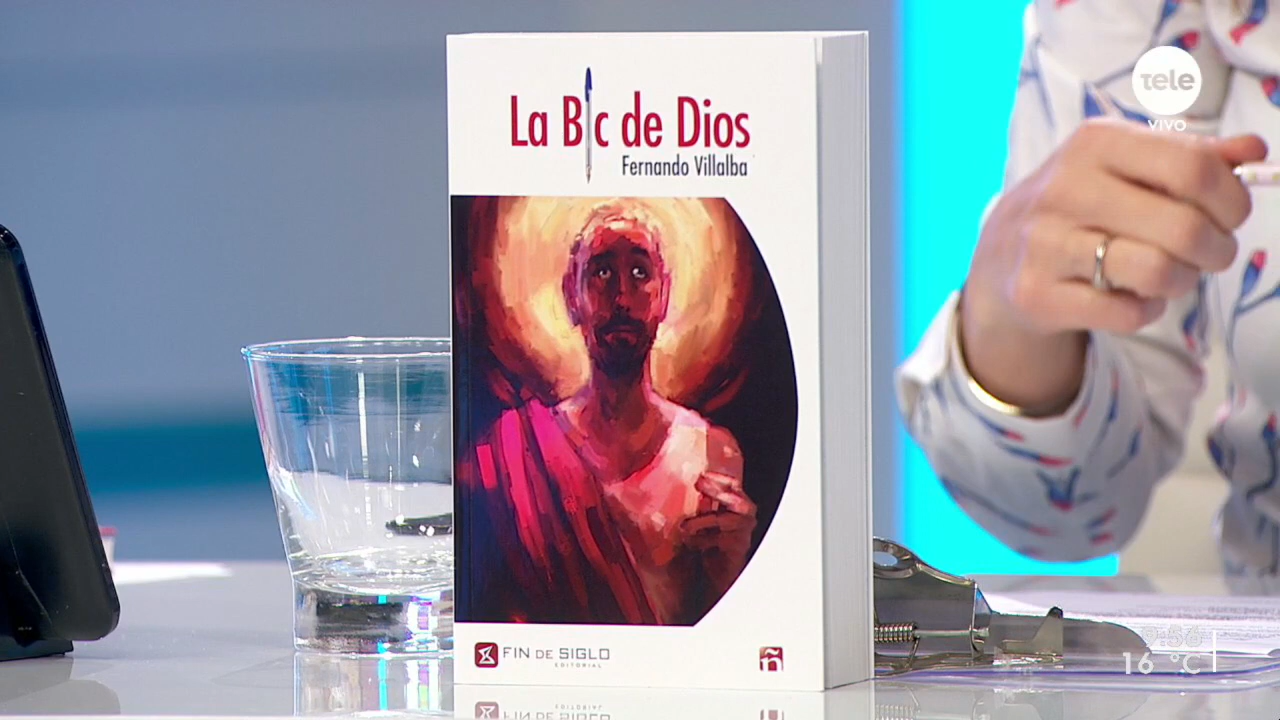 tele
VIVO
La Bic de Dios
Fernando Villalba
FIN DE SIGLO
EDITORIAL
ñ
16 °C